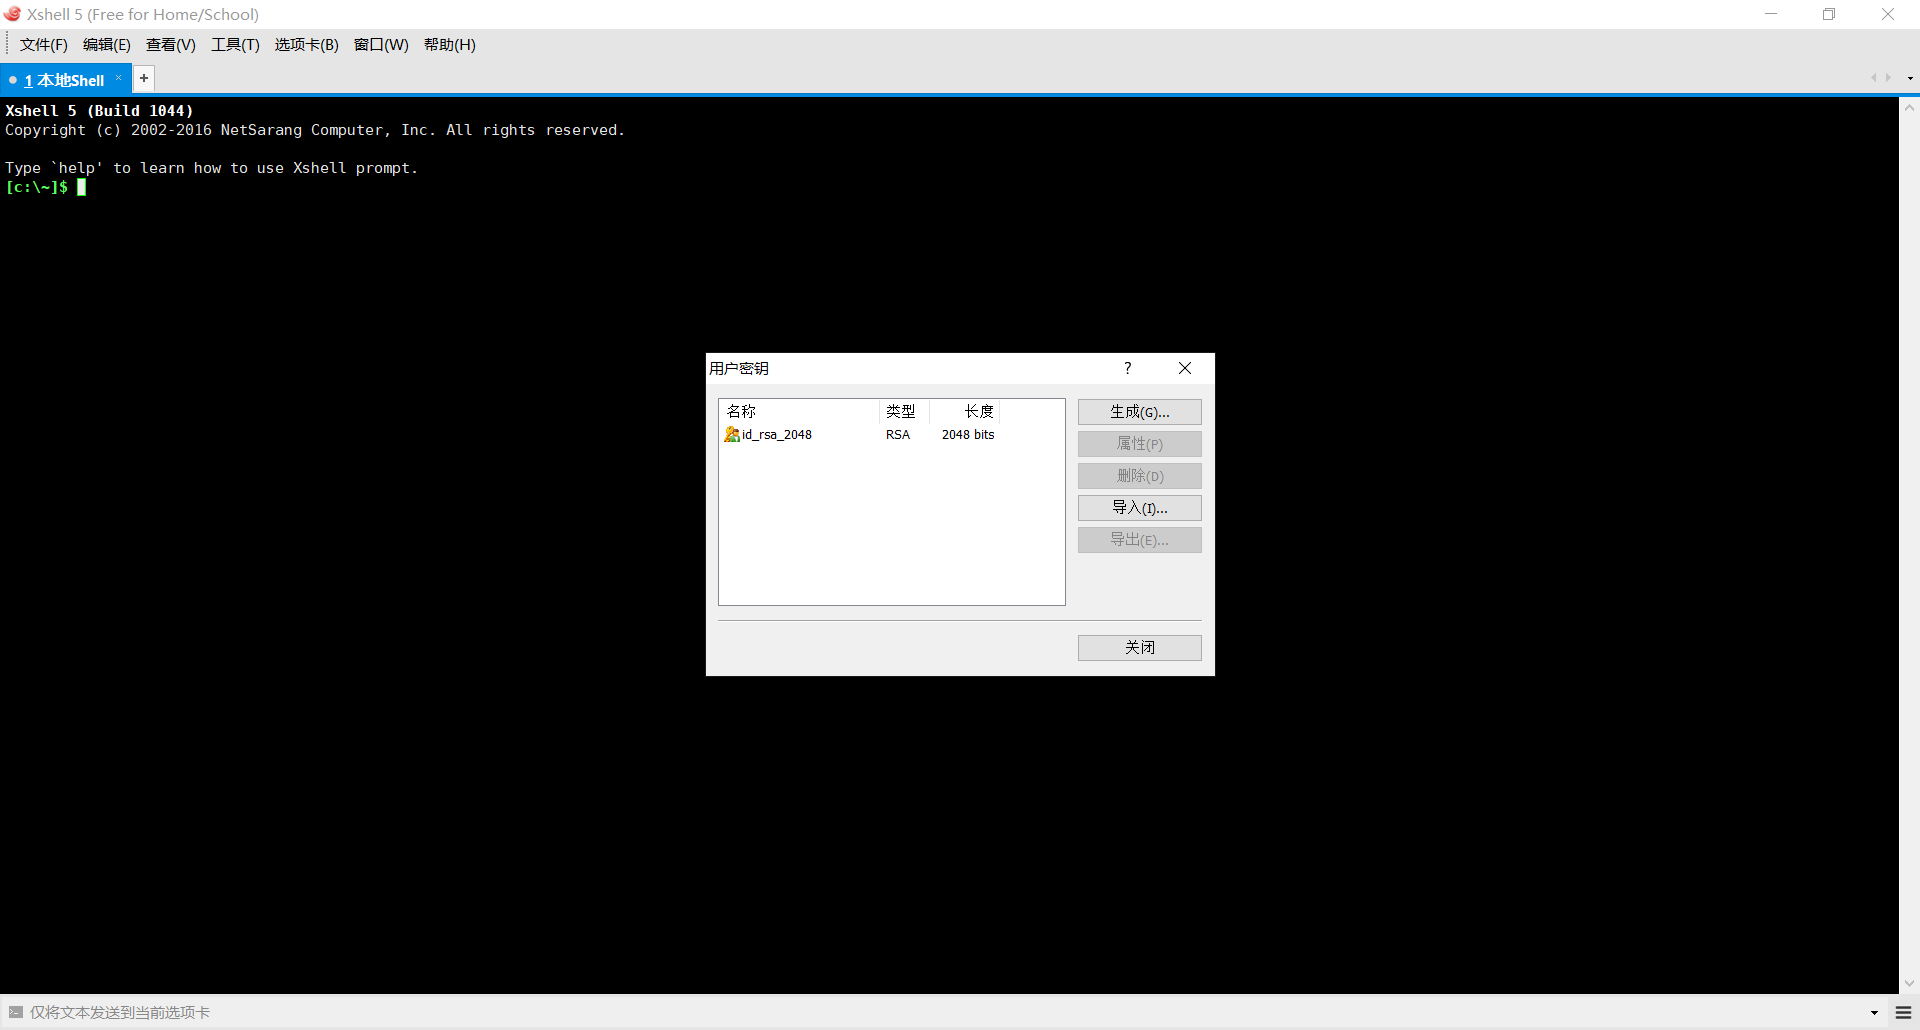 Xshell 5 (Free for Home/School)
文件(F) 编辑(E) 查看(V) 工具(T) 选项卡(B) 窗口(W) 帮助(H)
1 本地Shell × +
Xshell 5 (Build 1044)
Copyright (c) 2002-2016 NetSarang Computer, Inc. All rights reserved.
Type `help' to learn how to use Xshell prompt.
[c:\~]$
用户密钥 ?
名称 类型 长度
id_rsa_2048 RSA 2048 bits
生成(G)...
属性(P)
删除(D)
导入(I)...
导出(E)...
关闭
仅将文本发送到当前选项卡